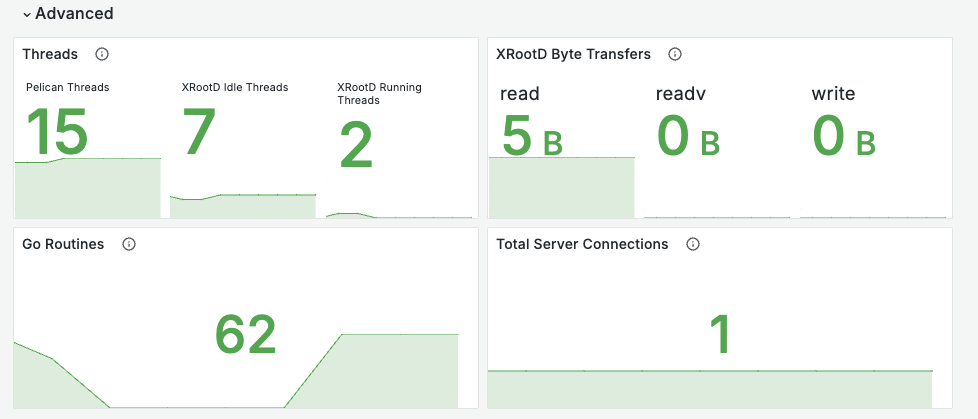 Advanced
Threads
Pelican Threads
15
XRootD Idle Threads
7
XRootD Running
Threads
2
XRootD Byte Transfers
read
5 B
readv
0 B
write
0 B
Go Routines
62
Total Server Connections
1